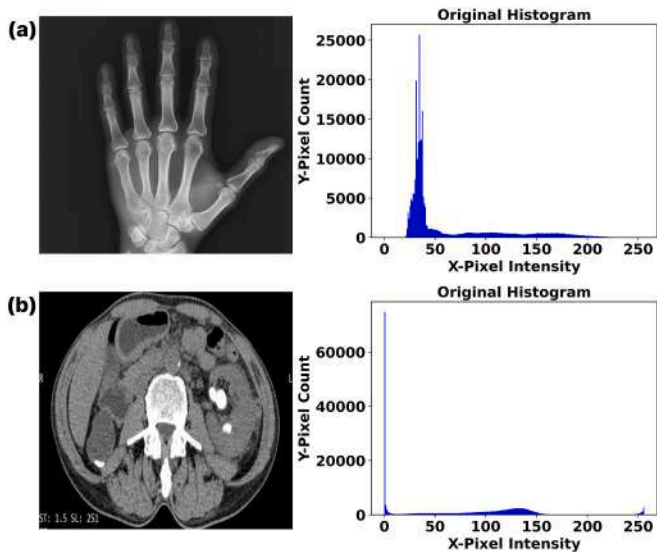 (a)
Original Histogram
Y-Pixel Count
25000
20000
15000
10000
5000
0
0 50 100 150 200 250
X-Pixel Intensity
(b)
R
L
ST: 1.5 SL: 251
Original Histogram
Y-Pixel Count
60000
40000
20000
0
0 50 100 150 200 250
X-Pixel Intensity